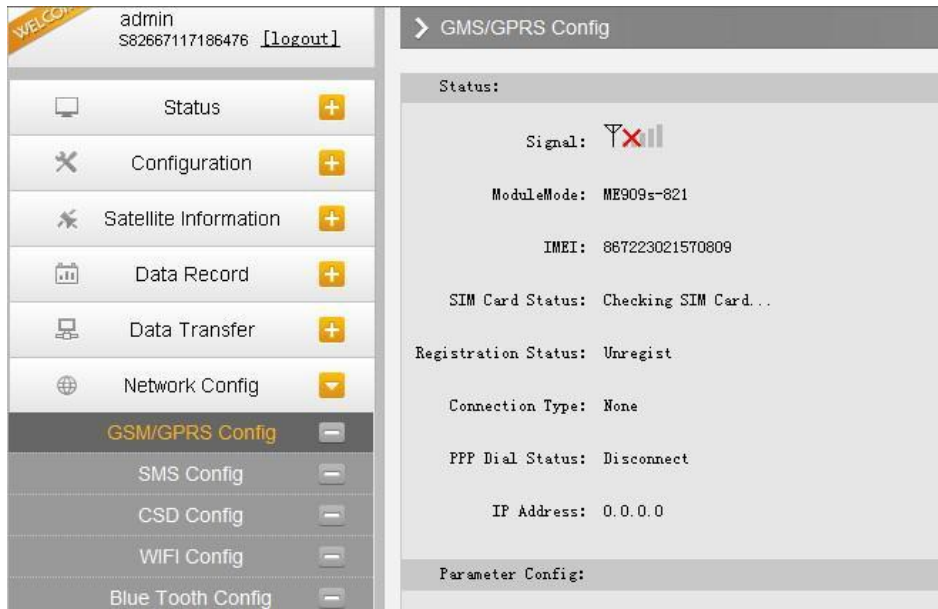 WELCOM
admin
S82667117186476 [logout]
Status
Configuration
Satellite Information
Data Record
Data Transfer
Network Config
GSM/GPRS Config
SMS Config
CSD Config
WIFI Config
Blue Tooth Config
GMS/GPRS Config
Status:
Signal:
ModuleMode: ME909s-821
IMEI: 867223021570809
SIM Card Status: Checking SIM Card...
Registration Status: Unregist
Connection Type: None
PPP Dial Status: Disconnect
IP Address: 0.0.0.0
Parameter Config: